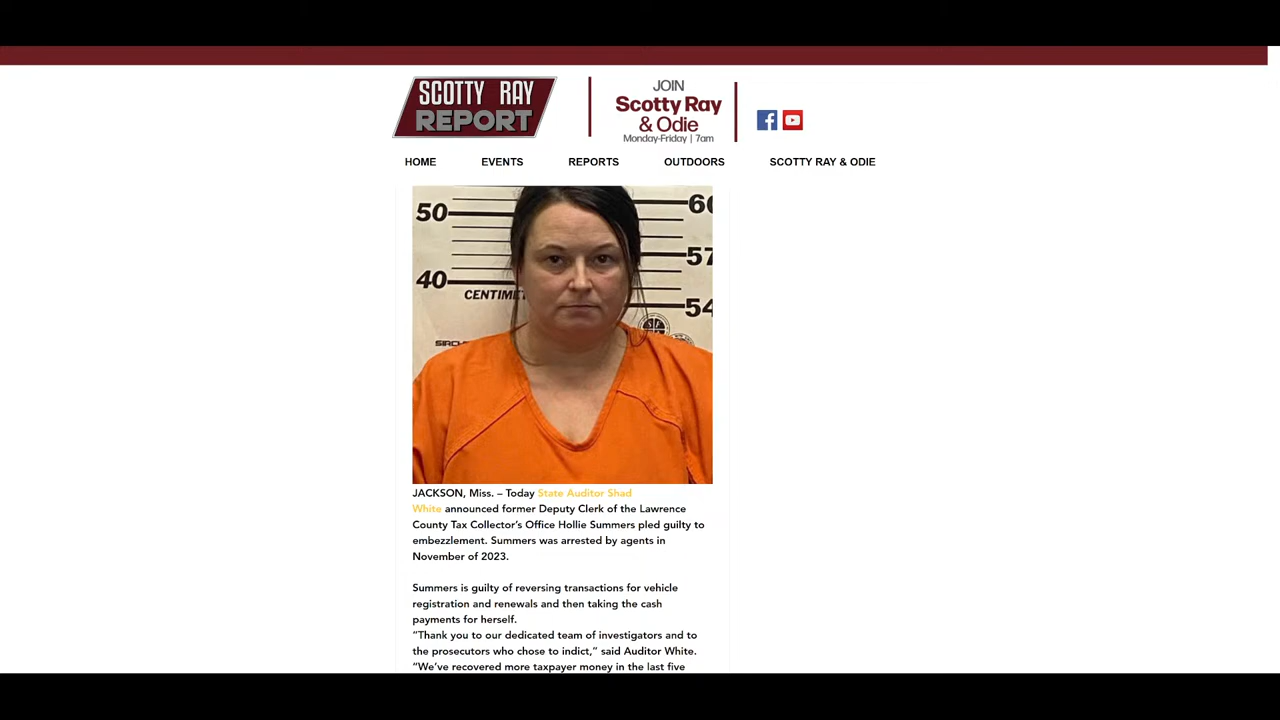 SCOTTY RAY
REPORT
JOIN
Scotty Ray
& Odie
Monday-Friday | 7am
HOME EVENTS REPORTS OUTDOORS SCOTTY RAY & ODIE
50
40
CENTIME
60
57
54
JACKSON, Miss. – Today State Auditor Shad
White announced former Deputy Clerk of the Lawrence
County Tax Collector’s Office Hollie Summers pled guilty to
embezzlement. Summers was arrested by agents in
November of 2023.
Summers is guilty of reversing transactions for vehicle
registration and renewals and then taking the cash
payments for herself.
“Thank you to our dedicated team of investigators and to
the prosecutors who chose to indict,” said Auditor White.
“We’ve recovered more taxpayer money in the last five